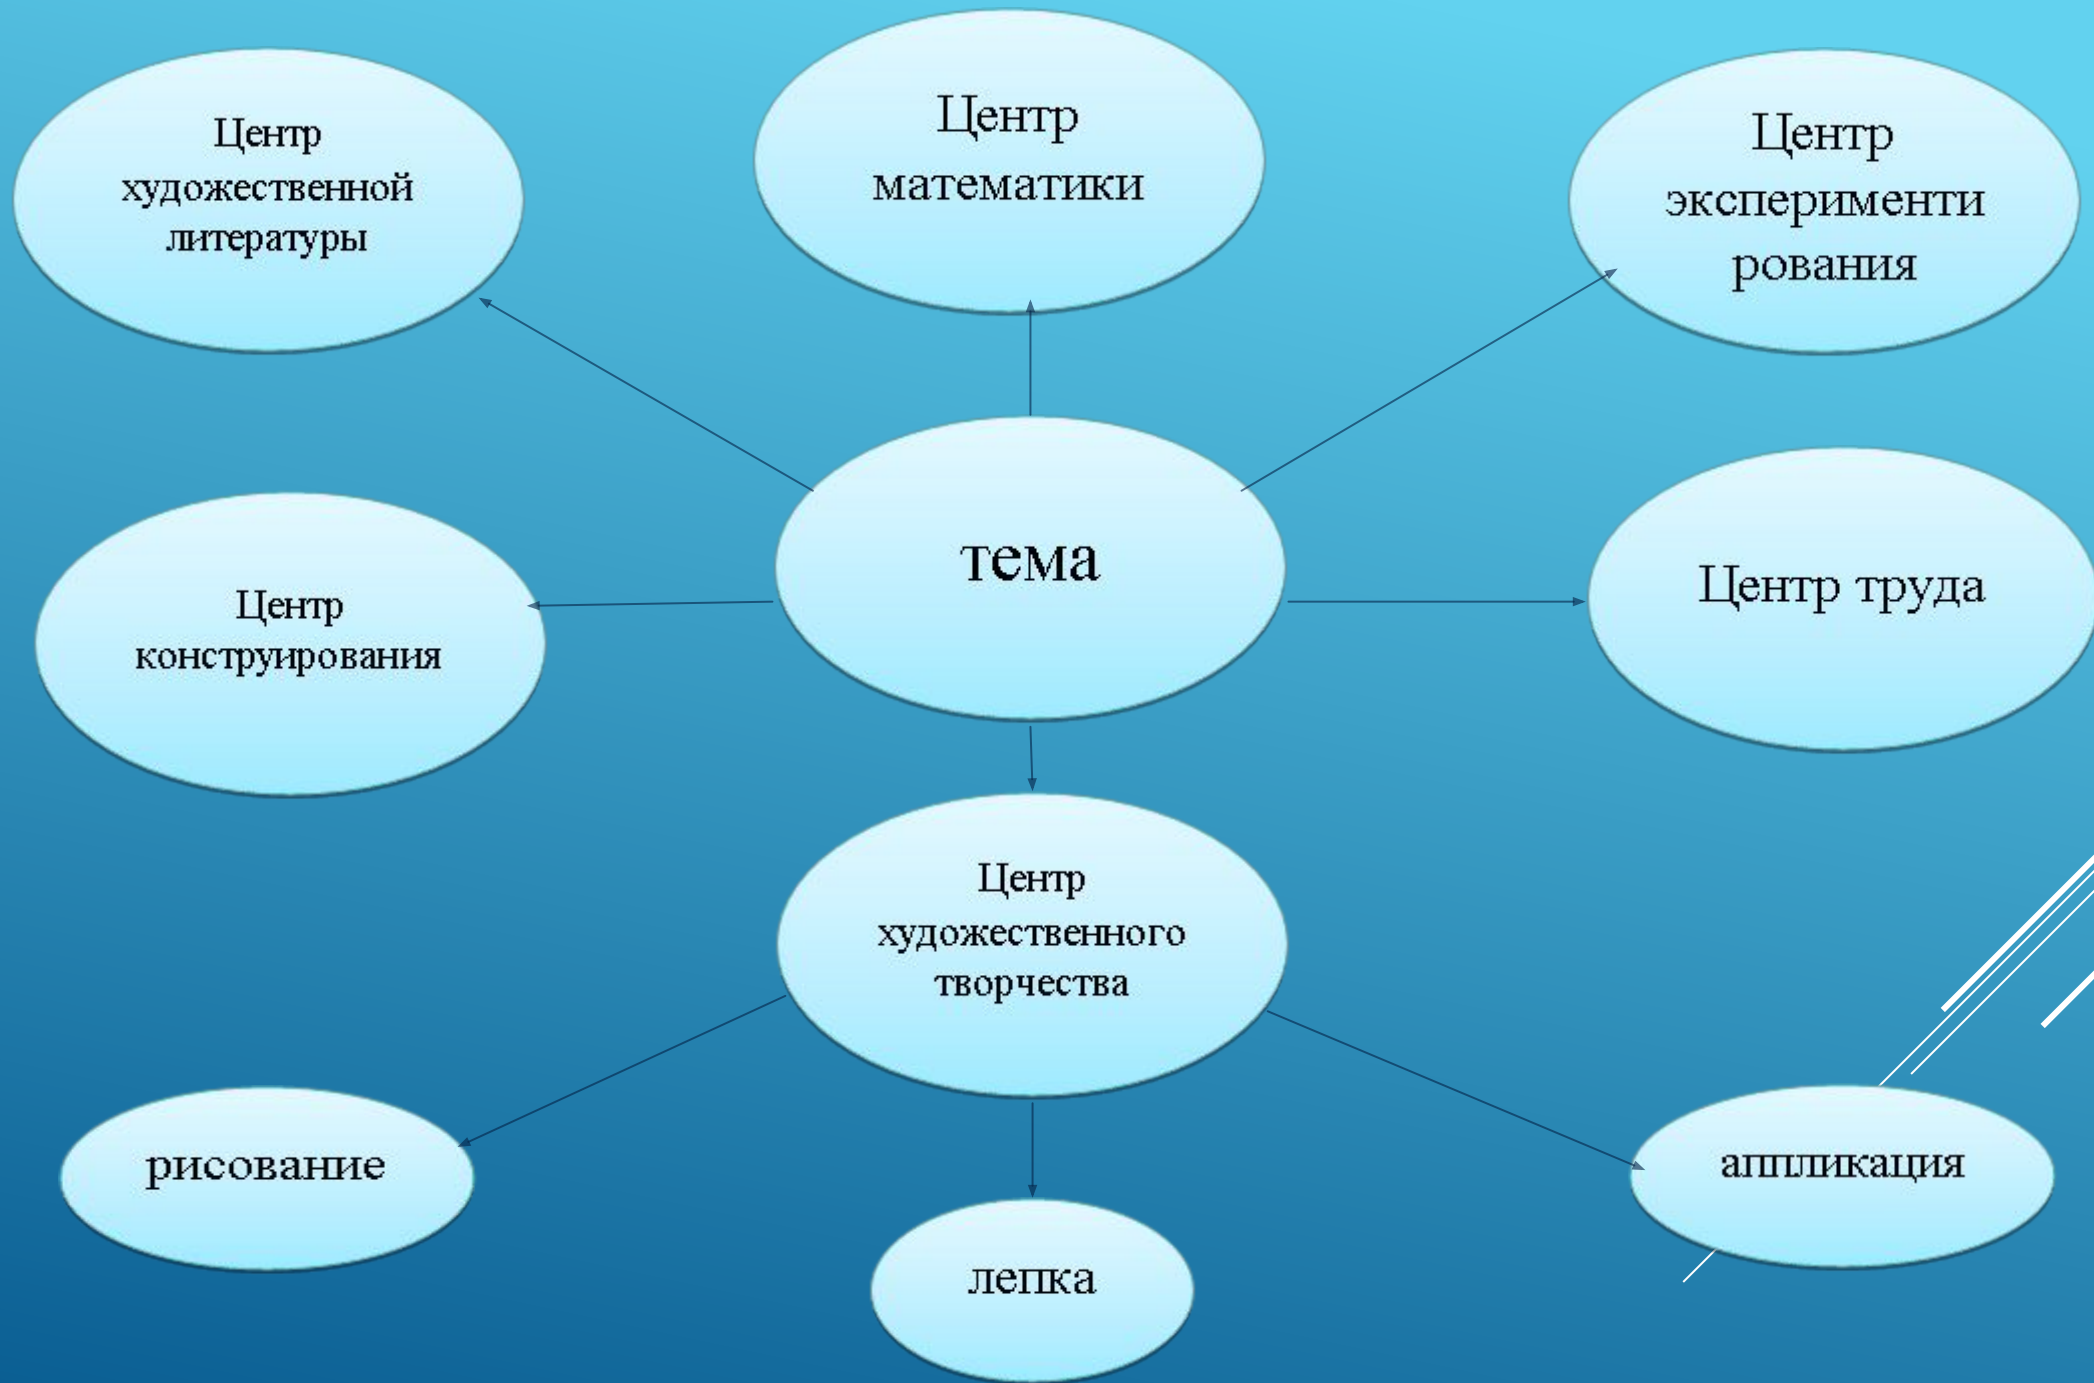 Центр
художественной
литературы
Центр
математики
Центр
эксперименти
рования
Центр
конструирования
тема
Центр труда
Центр
художественного
творчества
рисование
лепка
аппликация